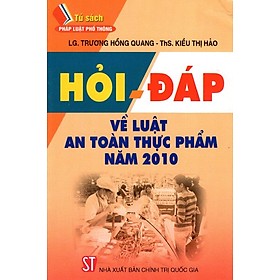 Tủ sách
PHÁP LUẬT PHỔ THÔNG
LG. TRƯƠNG HỒNG QUANG - ThS. KIỀU THỊ HẢO
HỎI - ĐÁP
VỀ LUẬT
AN TOÀN THỰC PHẨM
NĂM 2010
ST
NHÀ XUẤT BẢN CHÍNH TRỊ QUỐC GIA